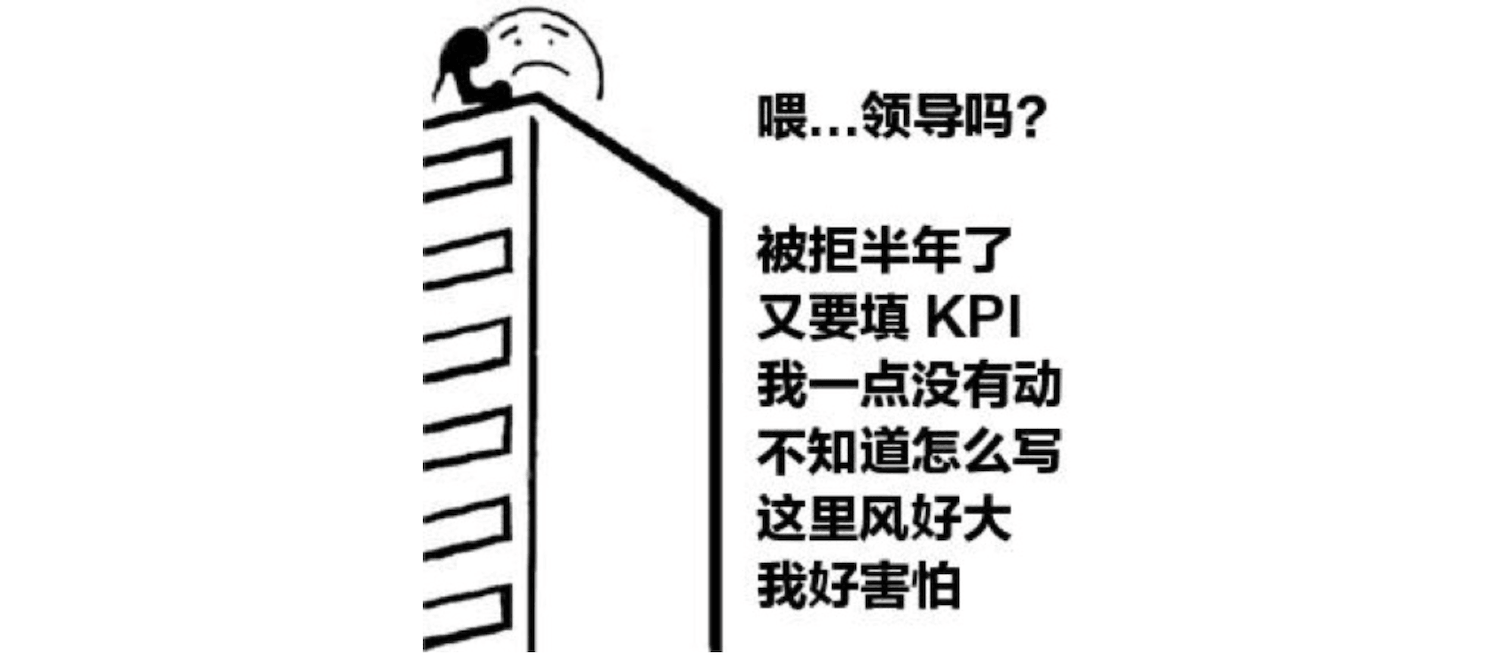 喂...领导吗?
被拒半年了
又要填 KPI
我一点没有动
不知道怎么写
这里风好大
我好害怕